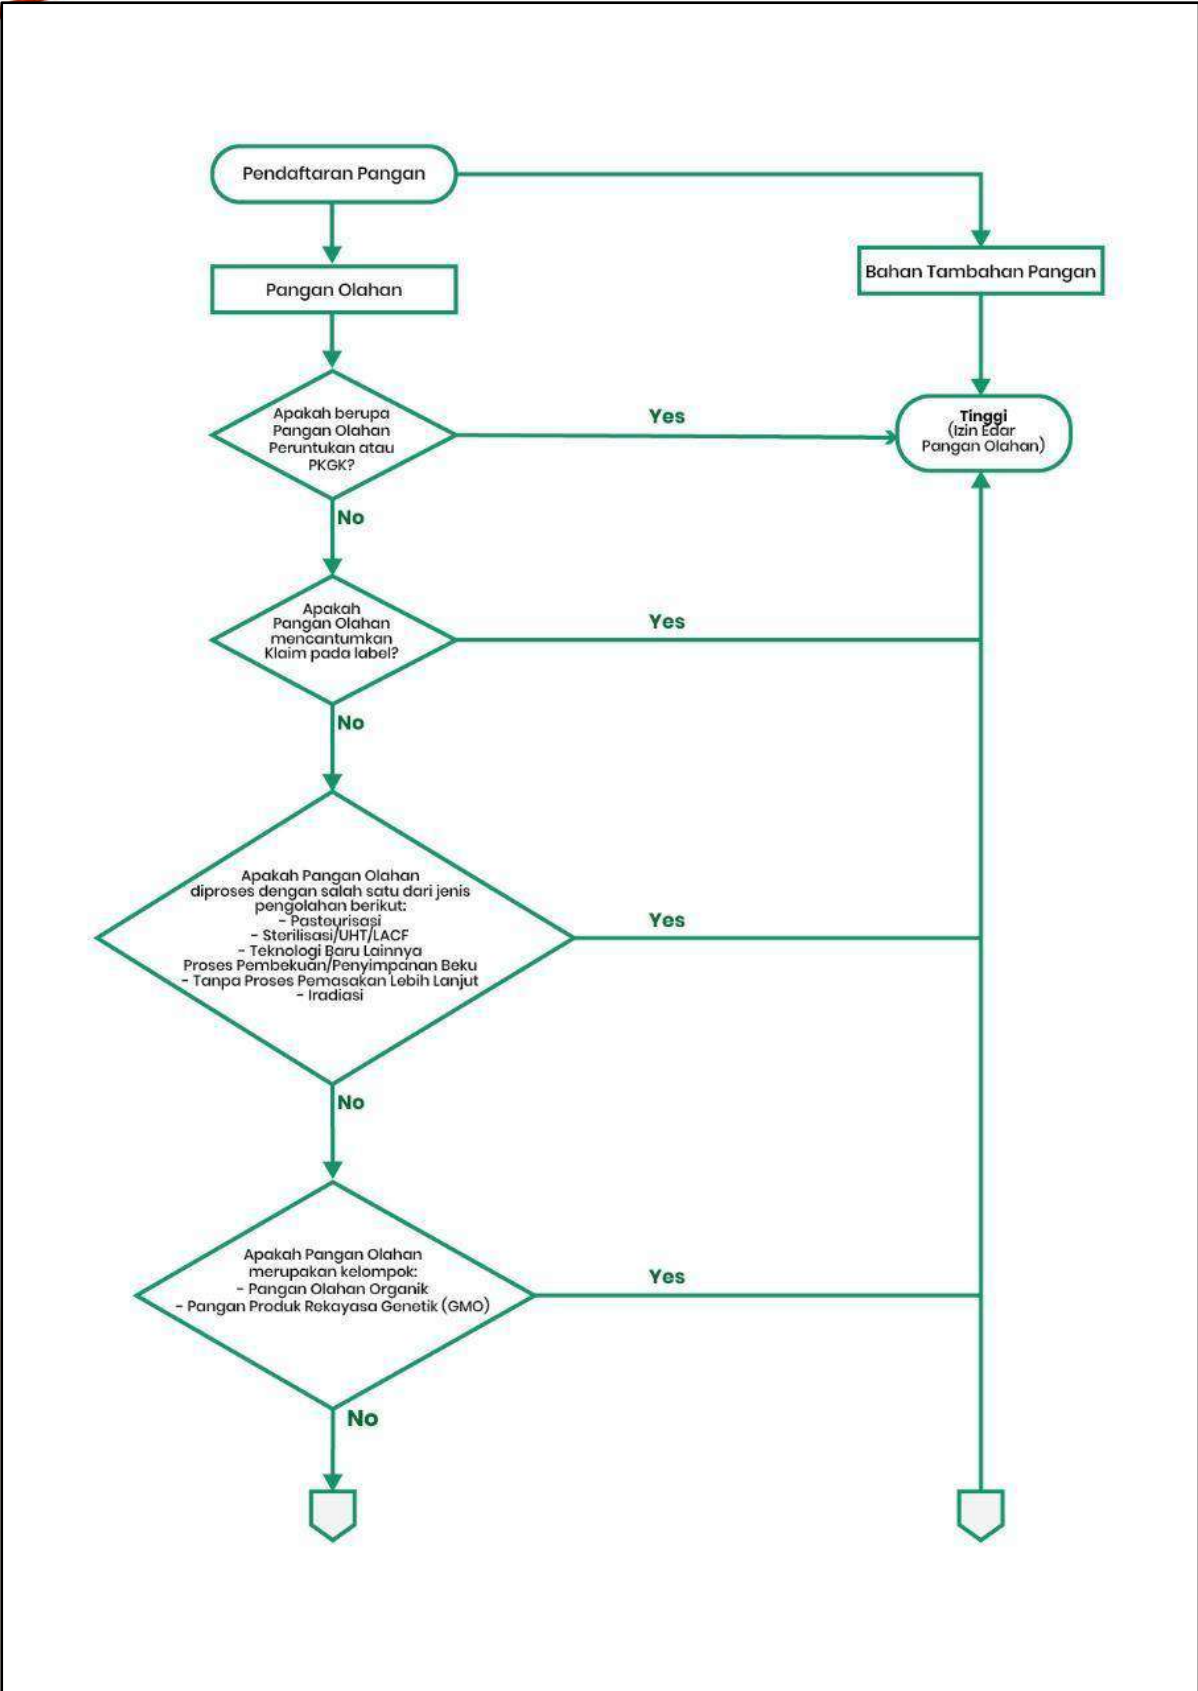 Pendaftaran Pangan
Pangan Olahan
Bahan Tambahan Pangan
Apakah berupa
Pangan Olahan
Peruntukan atau
PKGK?
Yes
Tinggi
(Izin Edar
Pangan Olahan)
No
Apakah
Pangan Olahan
mencantumkan
Klaim pada label?
Yes
No
Apakah Pangan Olahan
diproses dengan salah satu dari jenis
pengolahan berikut:
- Pasteurisasi
- Sterilisasi/UHT/LACF
- Teknologi Baru Lainnya
Proses Pembekuan/Penyimpanan Beku
- Tanpa Proses Pemasakan Lebih Lanjut
- Iradiasi
Yes
No
Apakah Pangan Olahan
merupakan kelompok:
- Pangan Olahan Organik
- Pangan Produk Rekayasa Genetik (GMO)
Yes
No